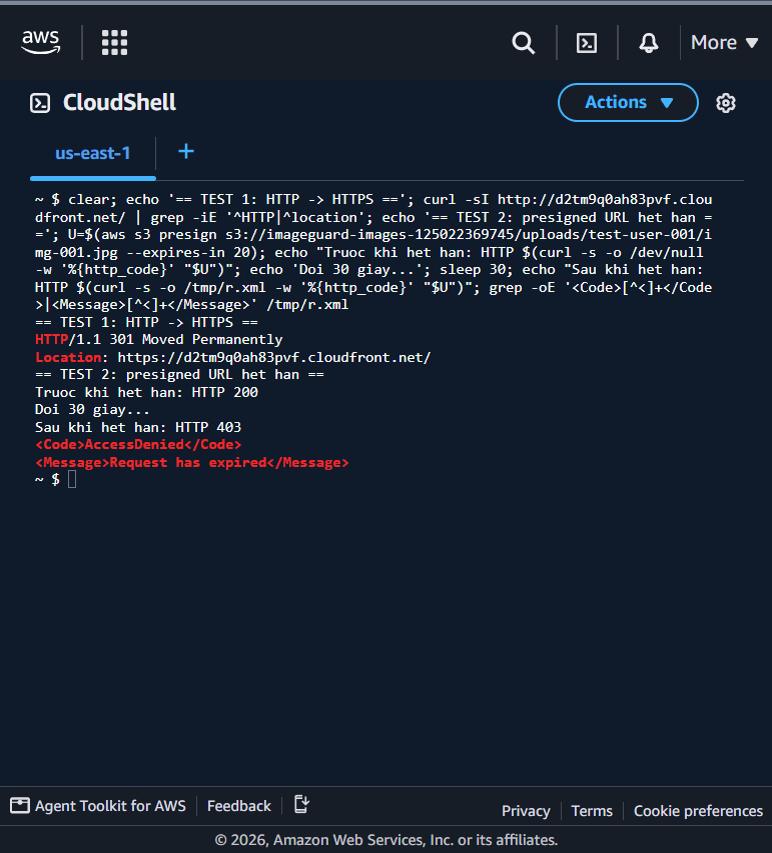 aws
More
CloudShell
Actions
us-east-1
+
~ $ clear; echo '== TEST 1: HTTP -> HTTPS =='; curl -sI http://d2tm9q0ah83pvf.clou
dfront.net/ | grep -iE '^HTTP|^location'; echo '== TEST 2: presigned URL het han =
='; U=$(aws s3 presign s3://imageguard-images-125022369745/uploads/test-user-001/i
mg-001.jpg --expires-in 20); echo "Truoc khi het han: HTTP $(curl -s -o /dev/null
-w '%{http_code}' "$U")"; echo 'Doi 30 giay...'; sleep 30; echo "Sau khi het han:
HTTP $(curl -s -o /tmp/r.xml -w '%{http_code}' "$U")"; grep -oE '<Code>[^<]+</Code
>|<Message>[^<]+</Message>' /tmp/r.xml
== TEST 1: HTTP -> HTTPS ==
HTTP/1.1 301 Moved Permanently
Location: https://d2tm9q0ah83pvf.cloudfront.net/
== TEST 2: presigned URL het han ==
Truoc khi het han: HTTP 200
Doi 30 giay...
Sau khi het han: HTTP 403
<Code>AccessDenied</Code>
<Message>Request has expired</Message>
~ $
Agent Toolkit for AWS
Feedback
Privacy
Terms
Cookie preferences
© 2026, Amazon Web Services, Inc. or its affiliates.